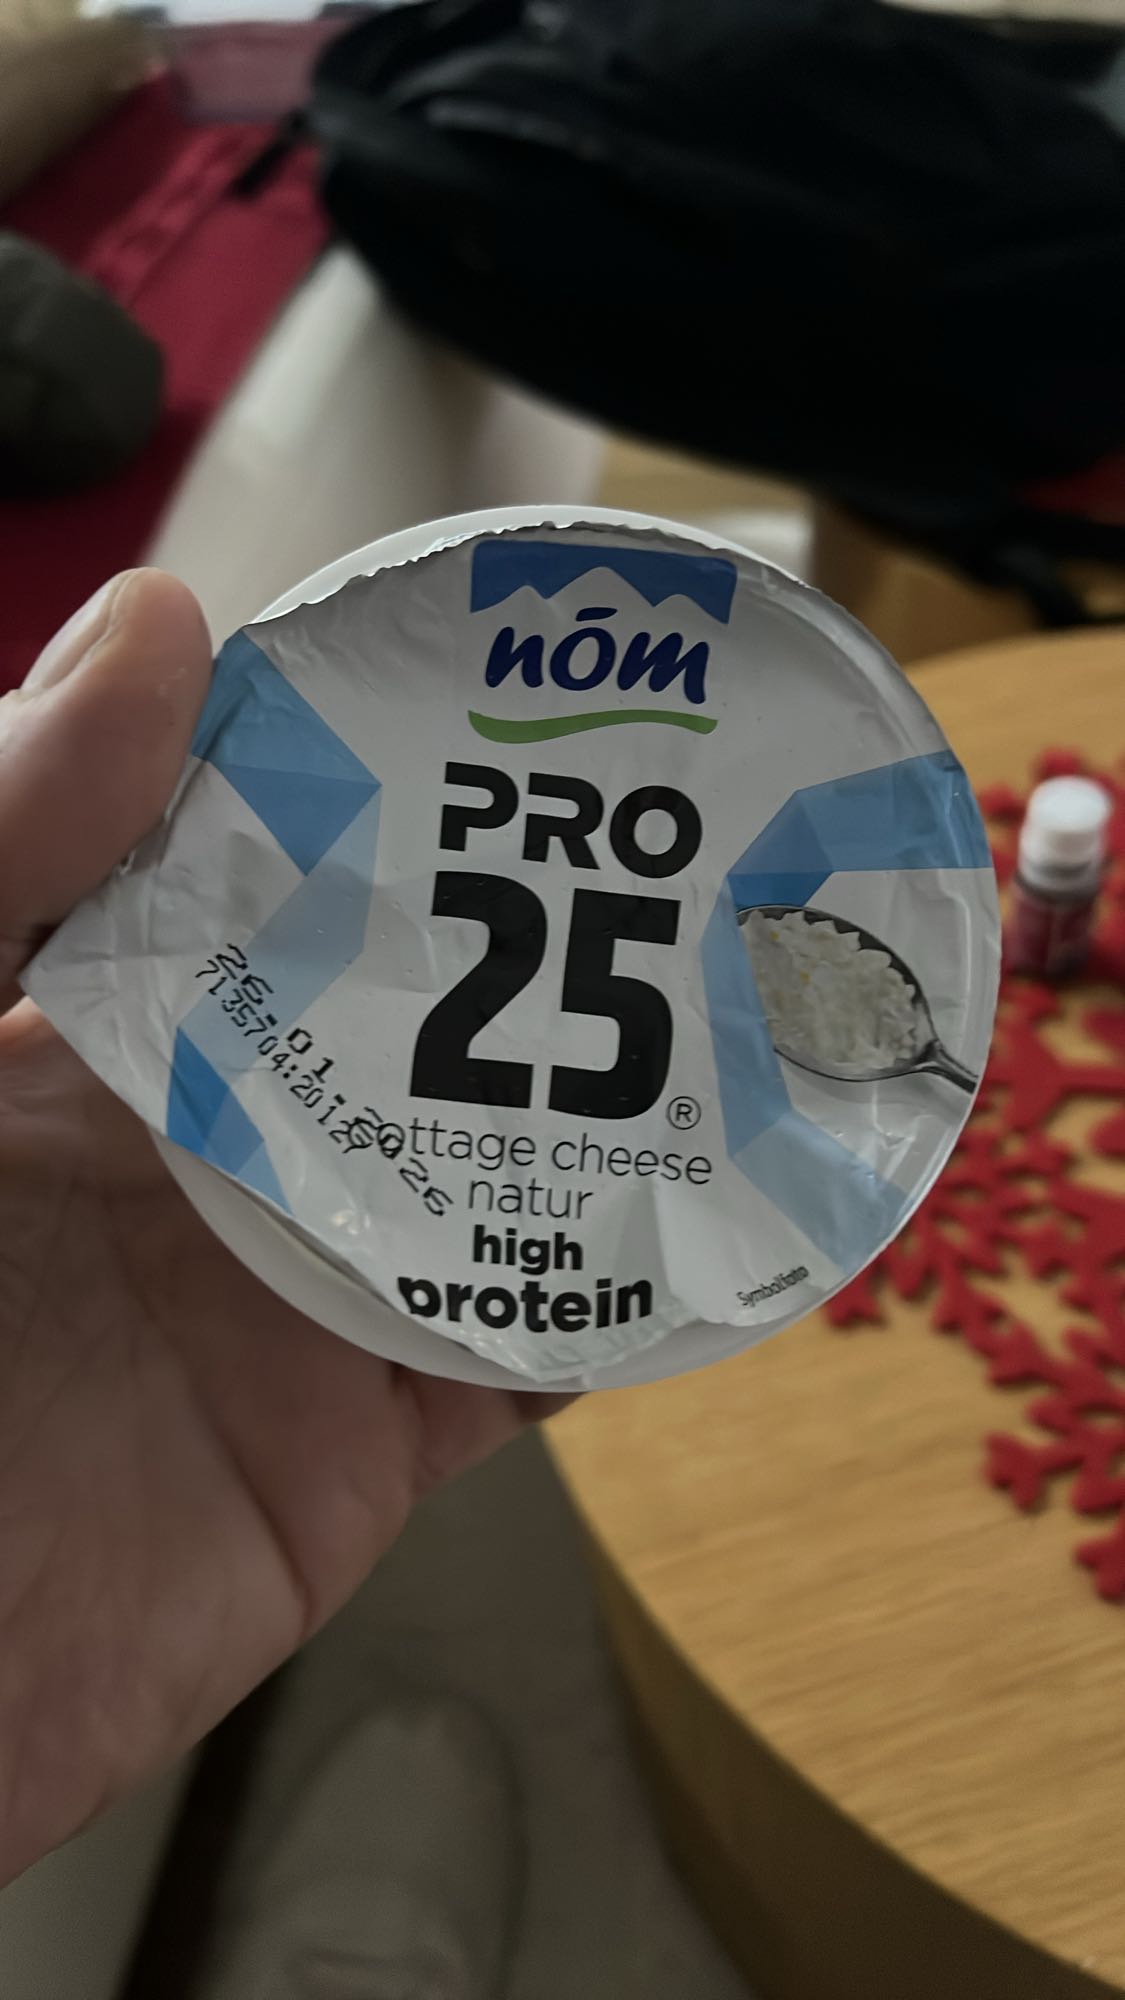 nōm
PRO
25®
cottage cheese
natur
high
protein
26.01.2026
Symbolfoto